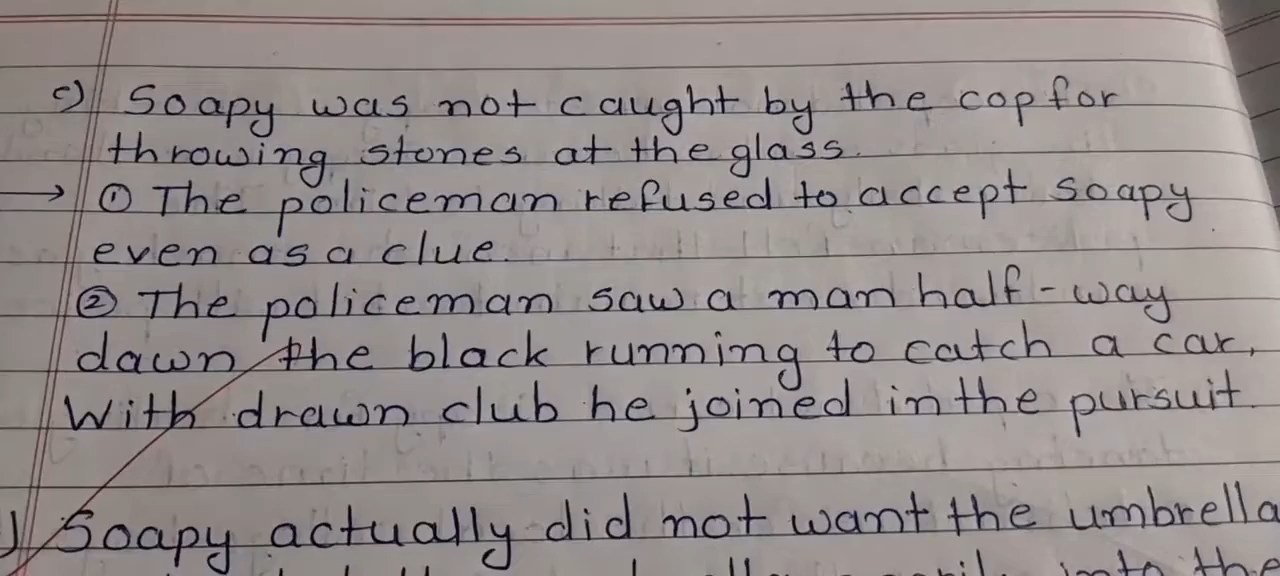 c) Soapy was not caught by the cop for
throwing stones at the glass.
→ ① The policeman refused to accept soapy
even as a clue.
② The policeman saw a man half-way
dawn the black running to catch a car,
With drawn club he joined in the pursuit.
Soapy actually did not want the umbrella
into the